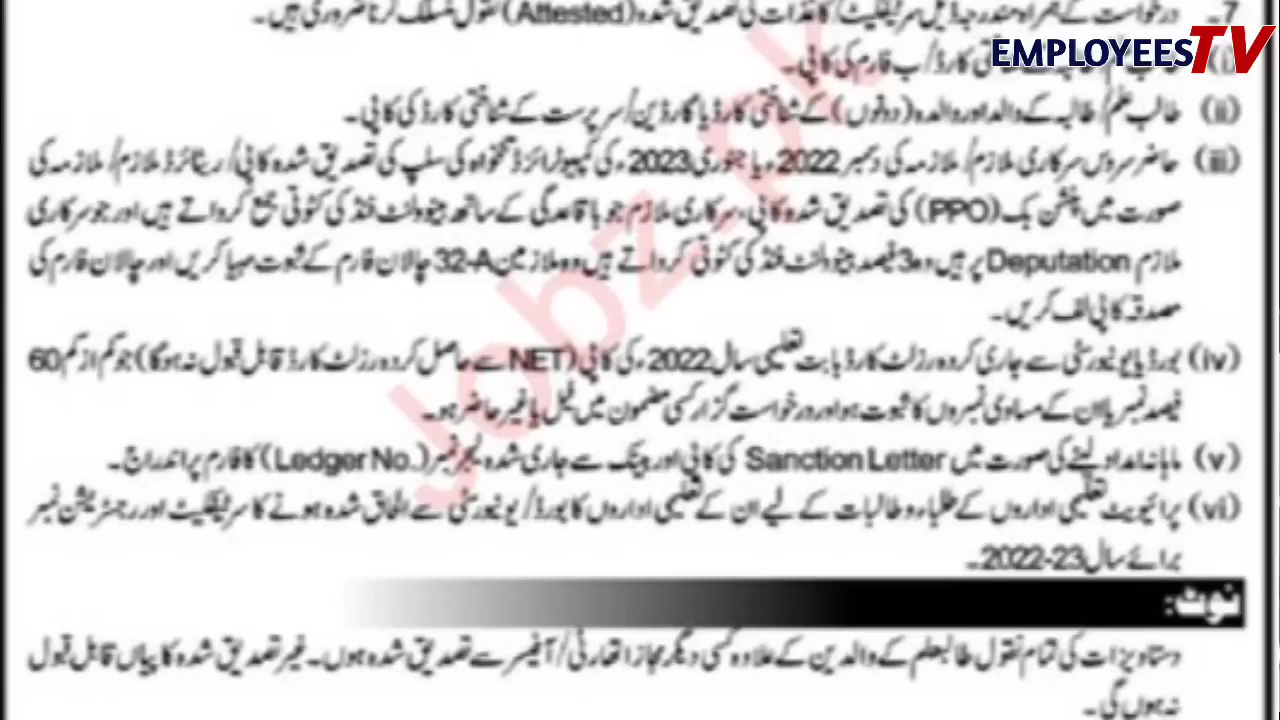 7۔ درخواست کے ہمراہ مندرجہ ذیل سرٹیفکیٹ/ کاغذات کی تصدیق شدہ (Attested) نقول منسلک کرنا ضروری ہیں۔
EMPLOYEESTV
(i) کارڈ/ ب فارم کی کاپی۔
(ii) طالب علم/ طالبہ کے والد اور والدہ (دونوں) کے شناختی کارڈ یا گارڈین/ سرپرست کے شناختی کارڈ کی کاپی۔
(iii) حاضر سروس سرکاری ملازم/ ملازمہ کی دسمبر 2022ء یا جنوری 2023ء کی کمپیوٹرائزڈ تنخواہ کی سلپ کی تصدیق شدہ کاپی/ ریٹائرڈ ملازم/ ملازمہ کی
صورت میں پنشن بک (PPO) کی تصدیق شدہ کاپی، سرکاری ملازم جو باقاعدگی کے ساتھ بینوولنٹ فنڈ کی کٹوتی جمع کرواتے ہیں اور جو سرکاری
ملازم Deputation پر ہیں وہ 3 فیصد بینوولنٹ فنڈ کی کٹوتی کرواتے ہیں وہ ملازمین 32-A چالان فارم کے ثبوت مہیا کریں اور چالان فارم کی
مصدقہ کاپی لف کریں۔
(iv) بورڈ یا یونیورسٹی سے جاری کردہ رزلٹ کارڈ بابت تعلیمی سال 2022ء کی کاپی (NET سے حاصل کردہ رزلٹ کارڈ قابل قبول نہ ہوگا) جو کم از کم 60
فیصد نمبر یا ان کے مساوی نمبروں کا ثبوت ہو اور درخواست گزار کسی مضمون میں فیل یا غیر حاضر نہ ہو۔
(v) ماہانہ امداد لینے کی صورت میں Sanction Letter کی کاپی اور بینک سے جاری شدہ لیجر نمبر (Ledger No.) کا فارم پر اندراج۔
(vi) پرائیویٹ تعلیمی اداروں کے طلباء و طالبات کے لیے ان کے تعلیمی اداروں کا بورڈ/ یونیورسٹی سے الحاق شدہ ہونے کا سرٹیفکیٹ اور رجسٹریشن نمبر
برائے سال 2022-23۔
نوٹ:
دستاویزات کی تمام نقول طالبعلم کے والدین کے علاوہ کسی دیگر مجاز اتھارٹی/ آفیسر سے تصدیق شدہ ہوں۔ غیر تصدیق شدہ کاپیاں قابل قبول
نہ ہوں گی۔
Jobz.pk